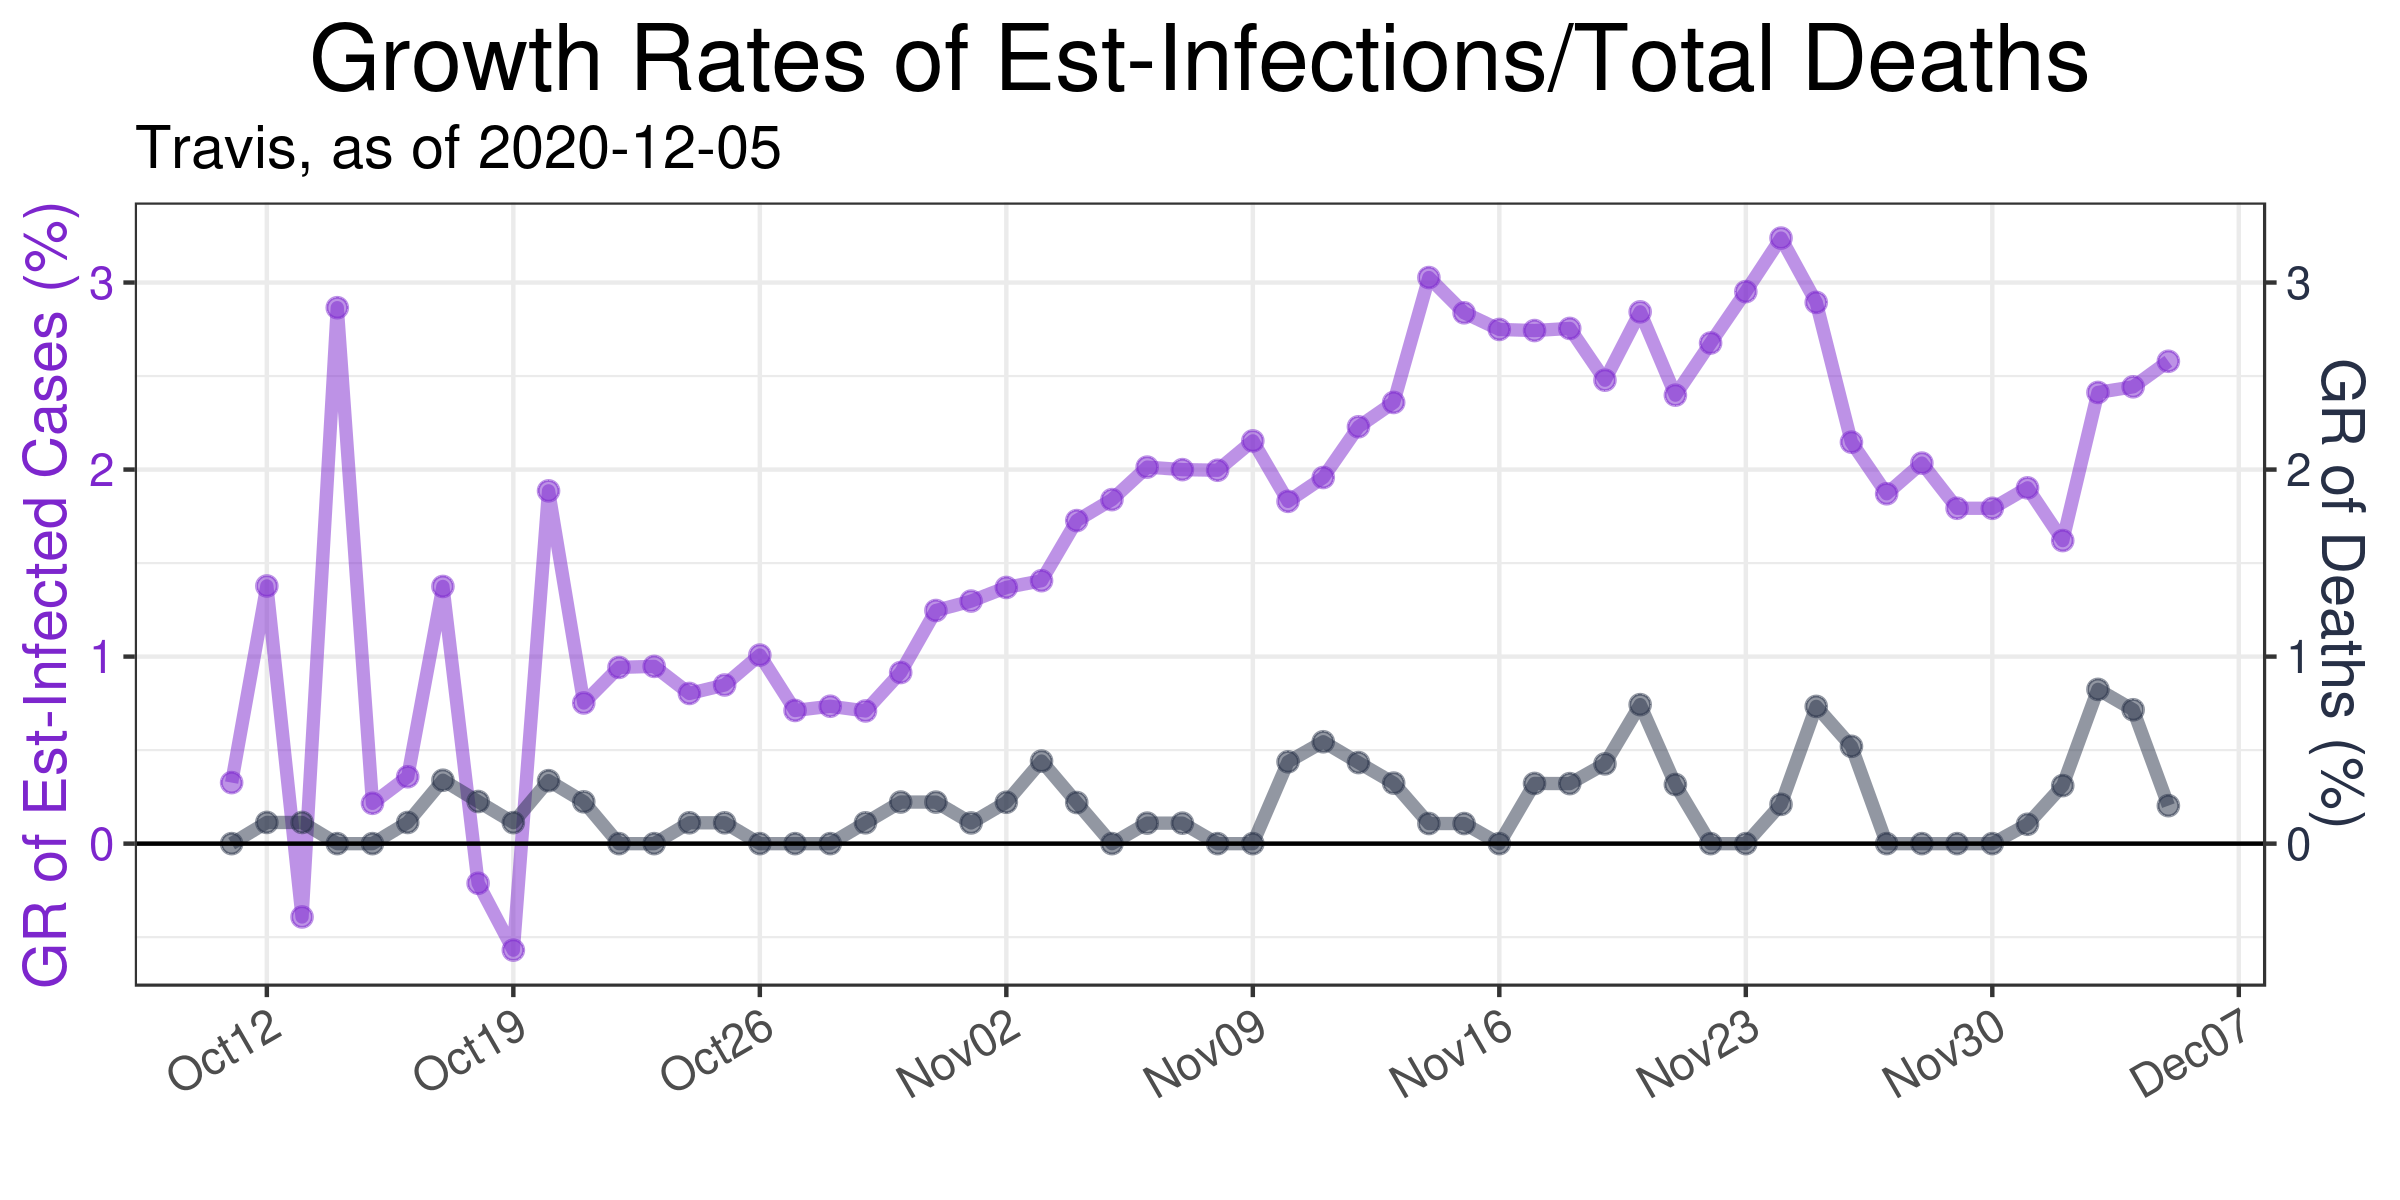 Growth Rates of Est-Infections/Total Deaths
Travis, as of 2020-12-05
GR of Est-Infected Cases (%)
3
2
1
0
3
2
1
0
GR of Deaths (%)
Oct12
Oct19
Oct26
Nov02
Nov09
Nov16
Nov23
Nov30
Dec07